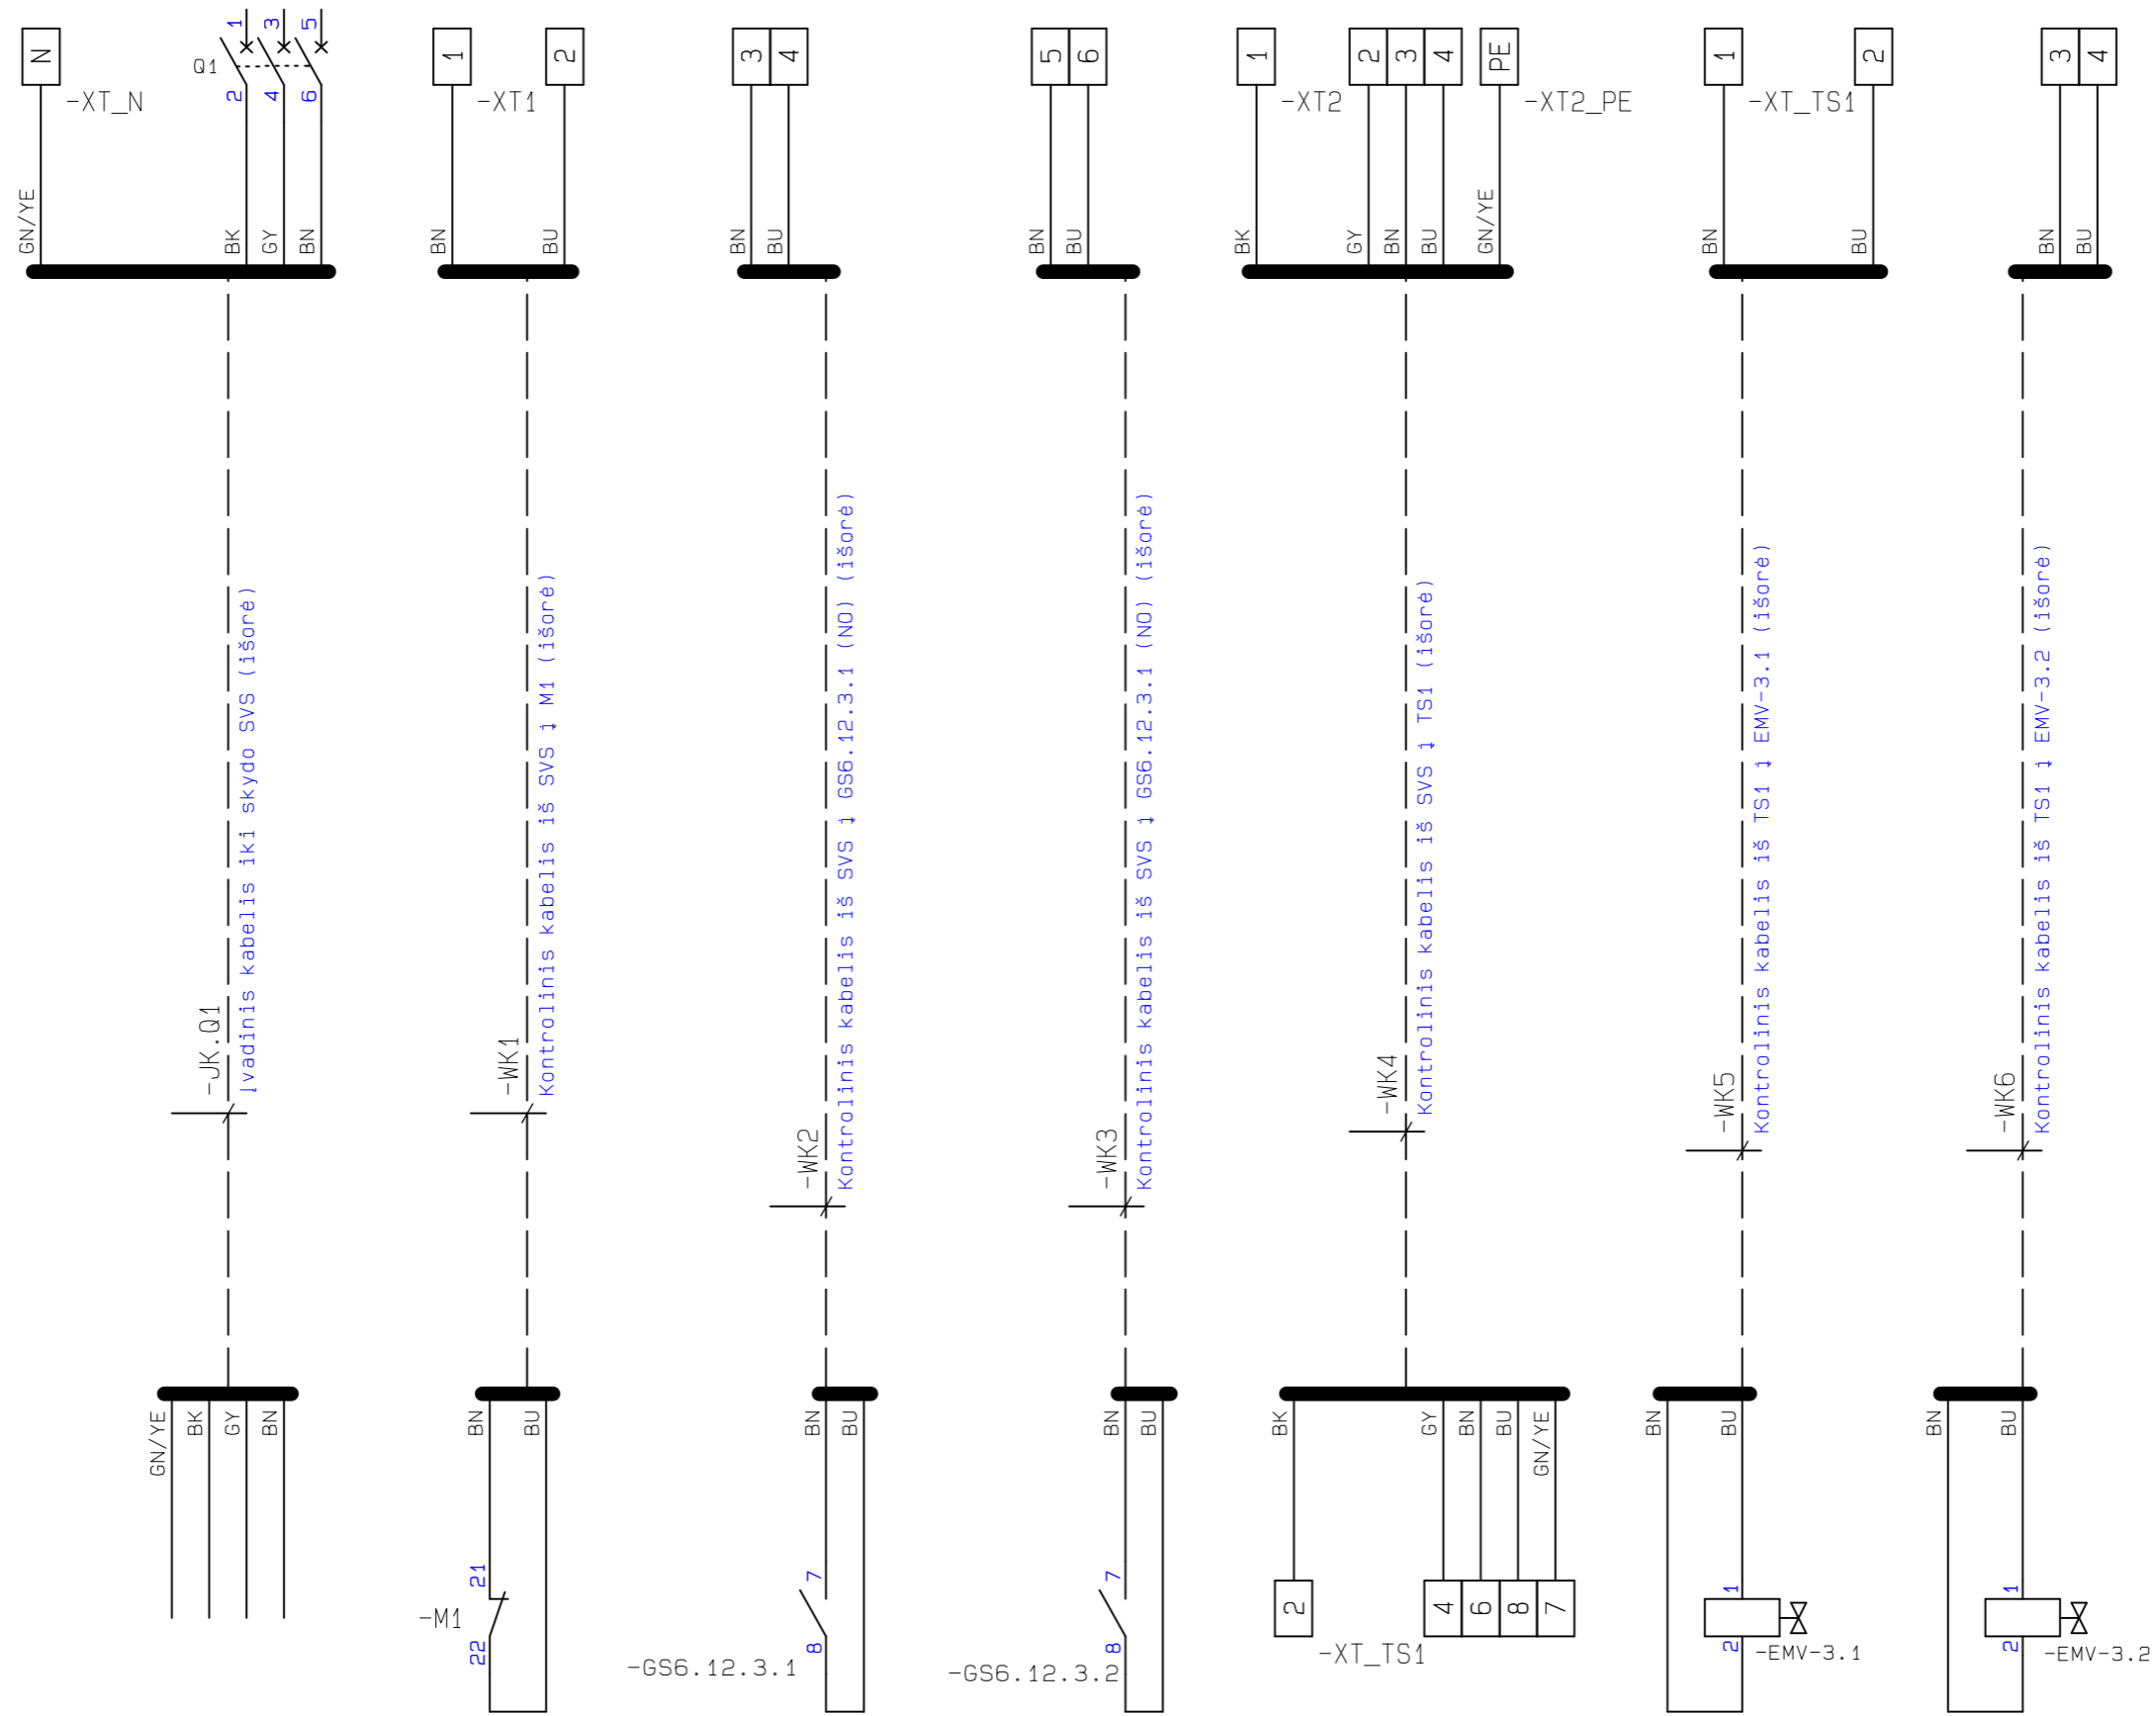 N
-XT_N
Q1
1
3
5
2
4
6
1
-XT1
2
3
4
5
6
1
-XT2
2
3
4
PE
-XT2_PE
1
-XT_TS1
2
3
4
GN/YE
BK
GY
BN
BN
BU
BN
BU
BN
BU
BK
GY
BN
BU
GN/YE
BN
BU
BN
BU
-JK.Q1
Įvadinis kabelis iki skydo SVS (išorė)
-WK1
Kontrolinis kabelis iš SVS į M1 (išorė)
-WK2
Kontrolinis kabelis iš SVS į GS6.12.3.1 (NO) (išorė)
-WK3
Kontrolinis kabelis iš SVS į GS6.12.3.1 (NO) (išorė)
-WK4
Kontrolinis kabelis iš SVS į TS1 (išorė)
-WK5
Kontrolinis kabelis iš TS1 į EMV-3.1 (išorė)
-WK6
Kontrolinis kabelis iš TS1 į EMV-3.2 (išorė)
GN/YE
BK
GY
BN
BN
BU
BN
BU
BN
BU
BK
GY
BN
BU
GN/YE
BN
BU
BN
BU
21
-M1
22
7
8
-GS6.12.3.1
7
8
-GS6.12.3.2
2
4
6
8
7
-XT_TS1
1
2
-EMV-3.1
1
2
-EMV-3.2